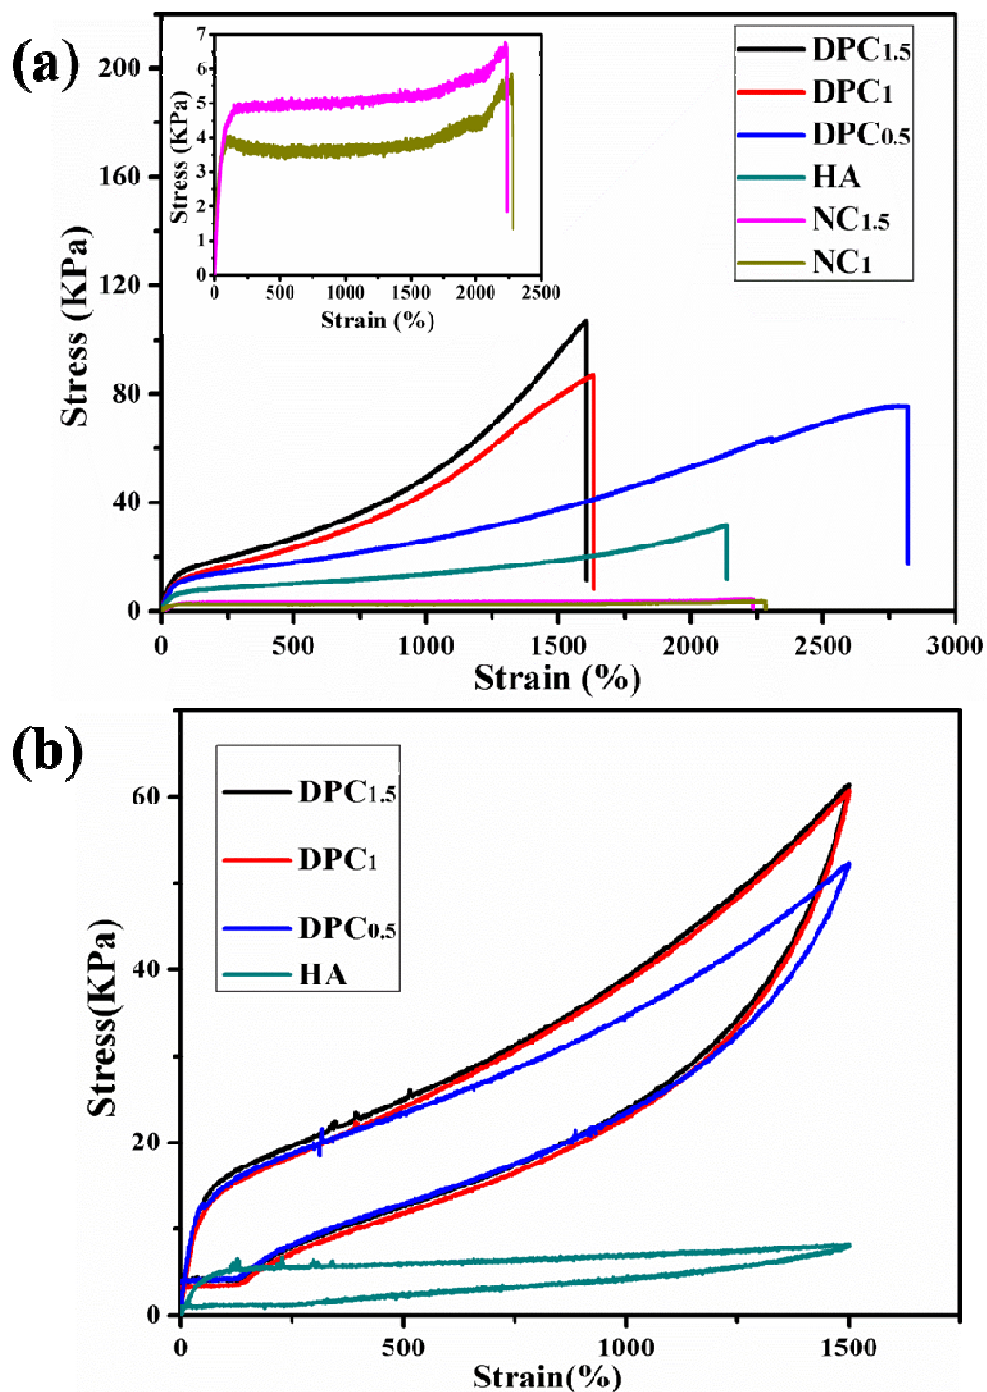 (a)
Stress (KPa)
220
200
160
120
80
40
0
0 500 1000 1500 2000 2500 3000
Strain (%)
DPC1.5
DPC1
DPC0.5
HA
NC1.5
NC1
Stress (KPa)
7
6
5
4
3
2
1
0
0 500 1000 1500 2000 2500
Strain (%)
(b)
Stress(KPa)
60
40
20
0
0 500 1000 1500
Strain(%)
DPC1.5
DPC1
DPC0.5
HA